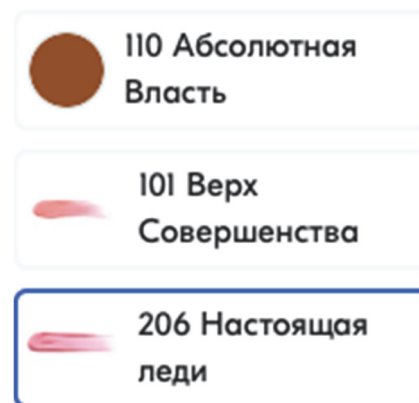 110 Абсолютная
Власть
101 Верх
Совершенства
206 Настоящая
леди